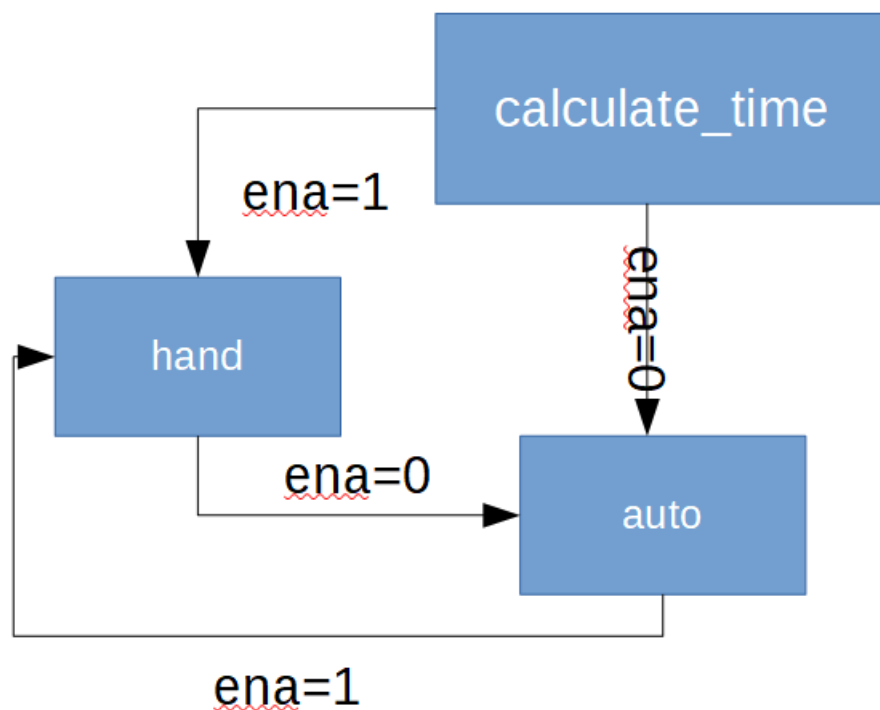 calculate_time
ena=1
ena=0
hand
ena=0
auto
ena=1